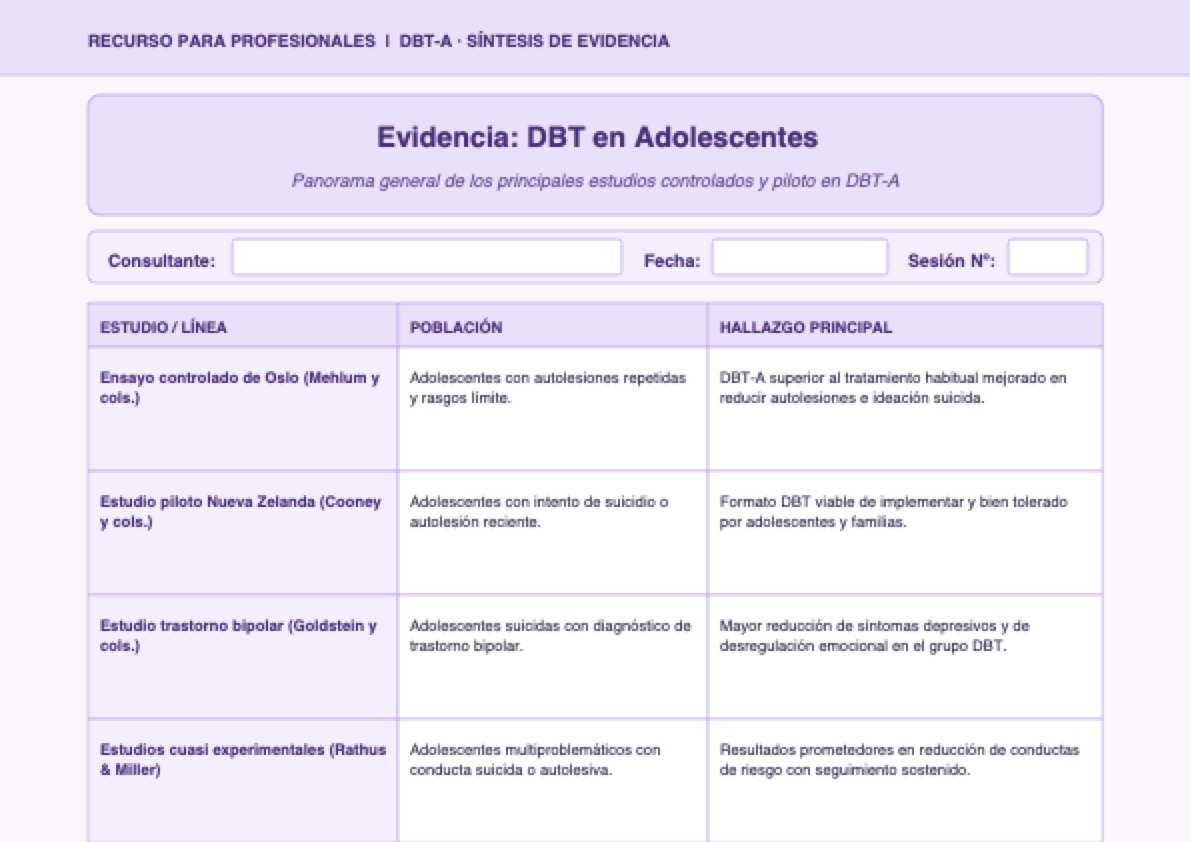 RECURSO PARA PROFESIONALES | DBT-A · SÍNTESIS DE EVIDENCIA
Evidencia: DBT en Adolescentes
Panorama general de los principales estudios controlados y piloto en DBT-A
Consultante: Fecha: Sesión Nº:
ESTUDIO / LÍNEA POBLACIÓN HALLAZGO PRINCIPAL
Ensayo controlado de Oslo (Mehlum y
cols.)
Adolescentes con autolesiones repetidas
y rasgos límite.
DBT-A superior al tratamiento habitual mejorado en
reducir autolesiones e ideación suicida.
Estudio piloto Nueva Zelanda (Cooney
y cols.)
Adolescentes con intento de suicidio o
autolesión reciente.
Formato DBT viable de implementar y bien tolerado
por adolescentes y familias.
Estudio trastorno bipolar (Goldstein y
cols.)
Adolescentes suicidas con diagnóstico de
trastorno bipolar.
Mayor reducción de síntomas depresivos y de
desregulación emocional en el grupo DBT.
Estudios cuasi experimentales (Rathus
& Miller)
Adolescentes multiproblemáticos con
conducta suicida o autolesiva.
Resultados prometedores en reducción de conductas
de riesgo con seguimiento sostenido.